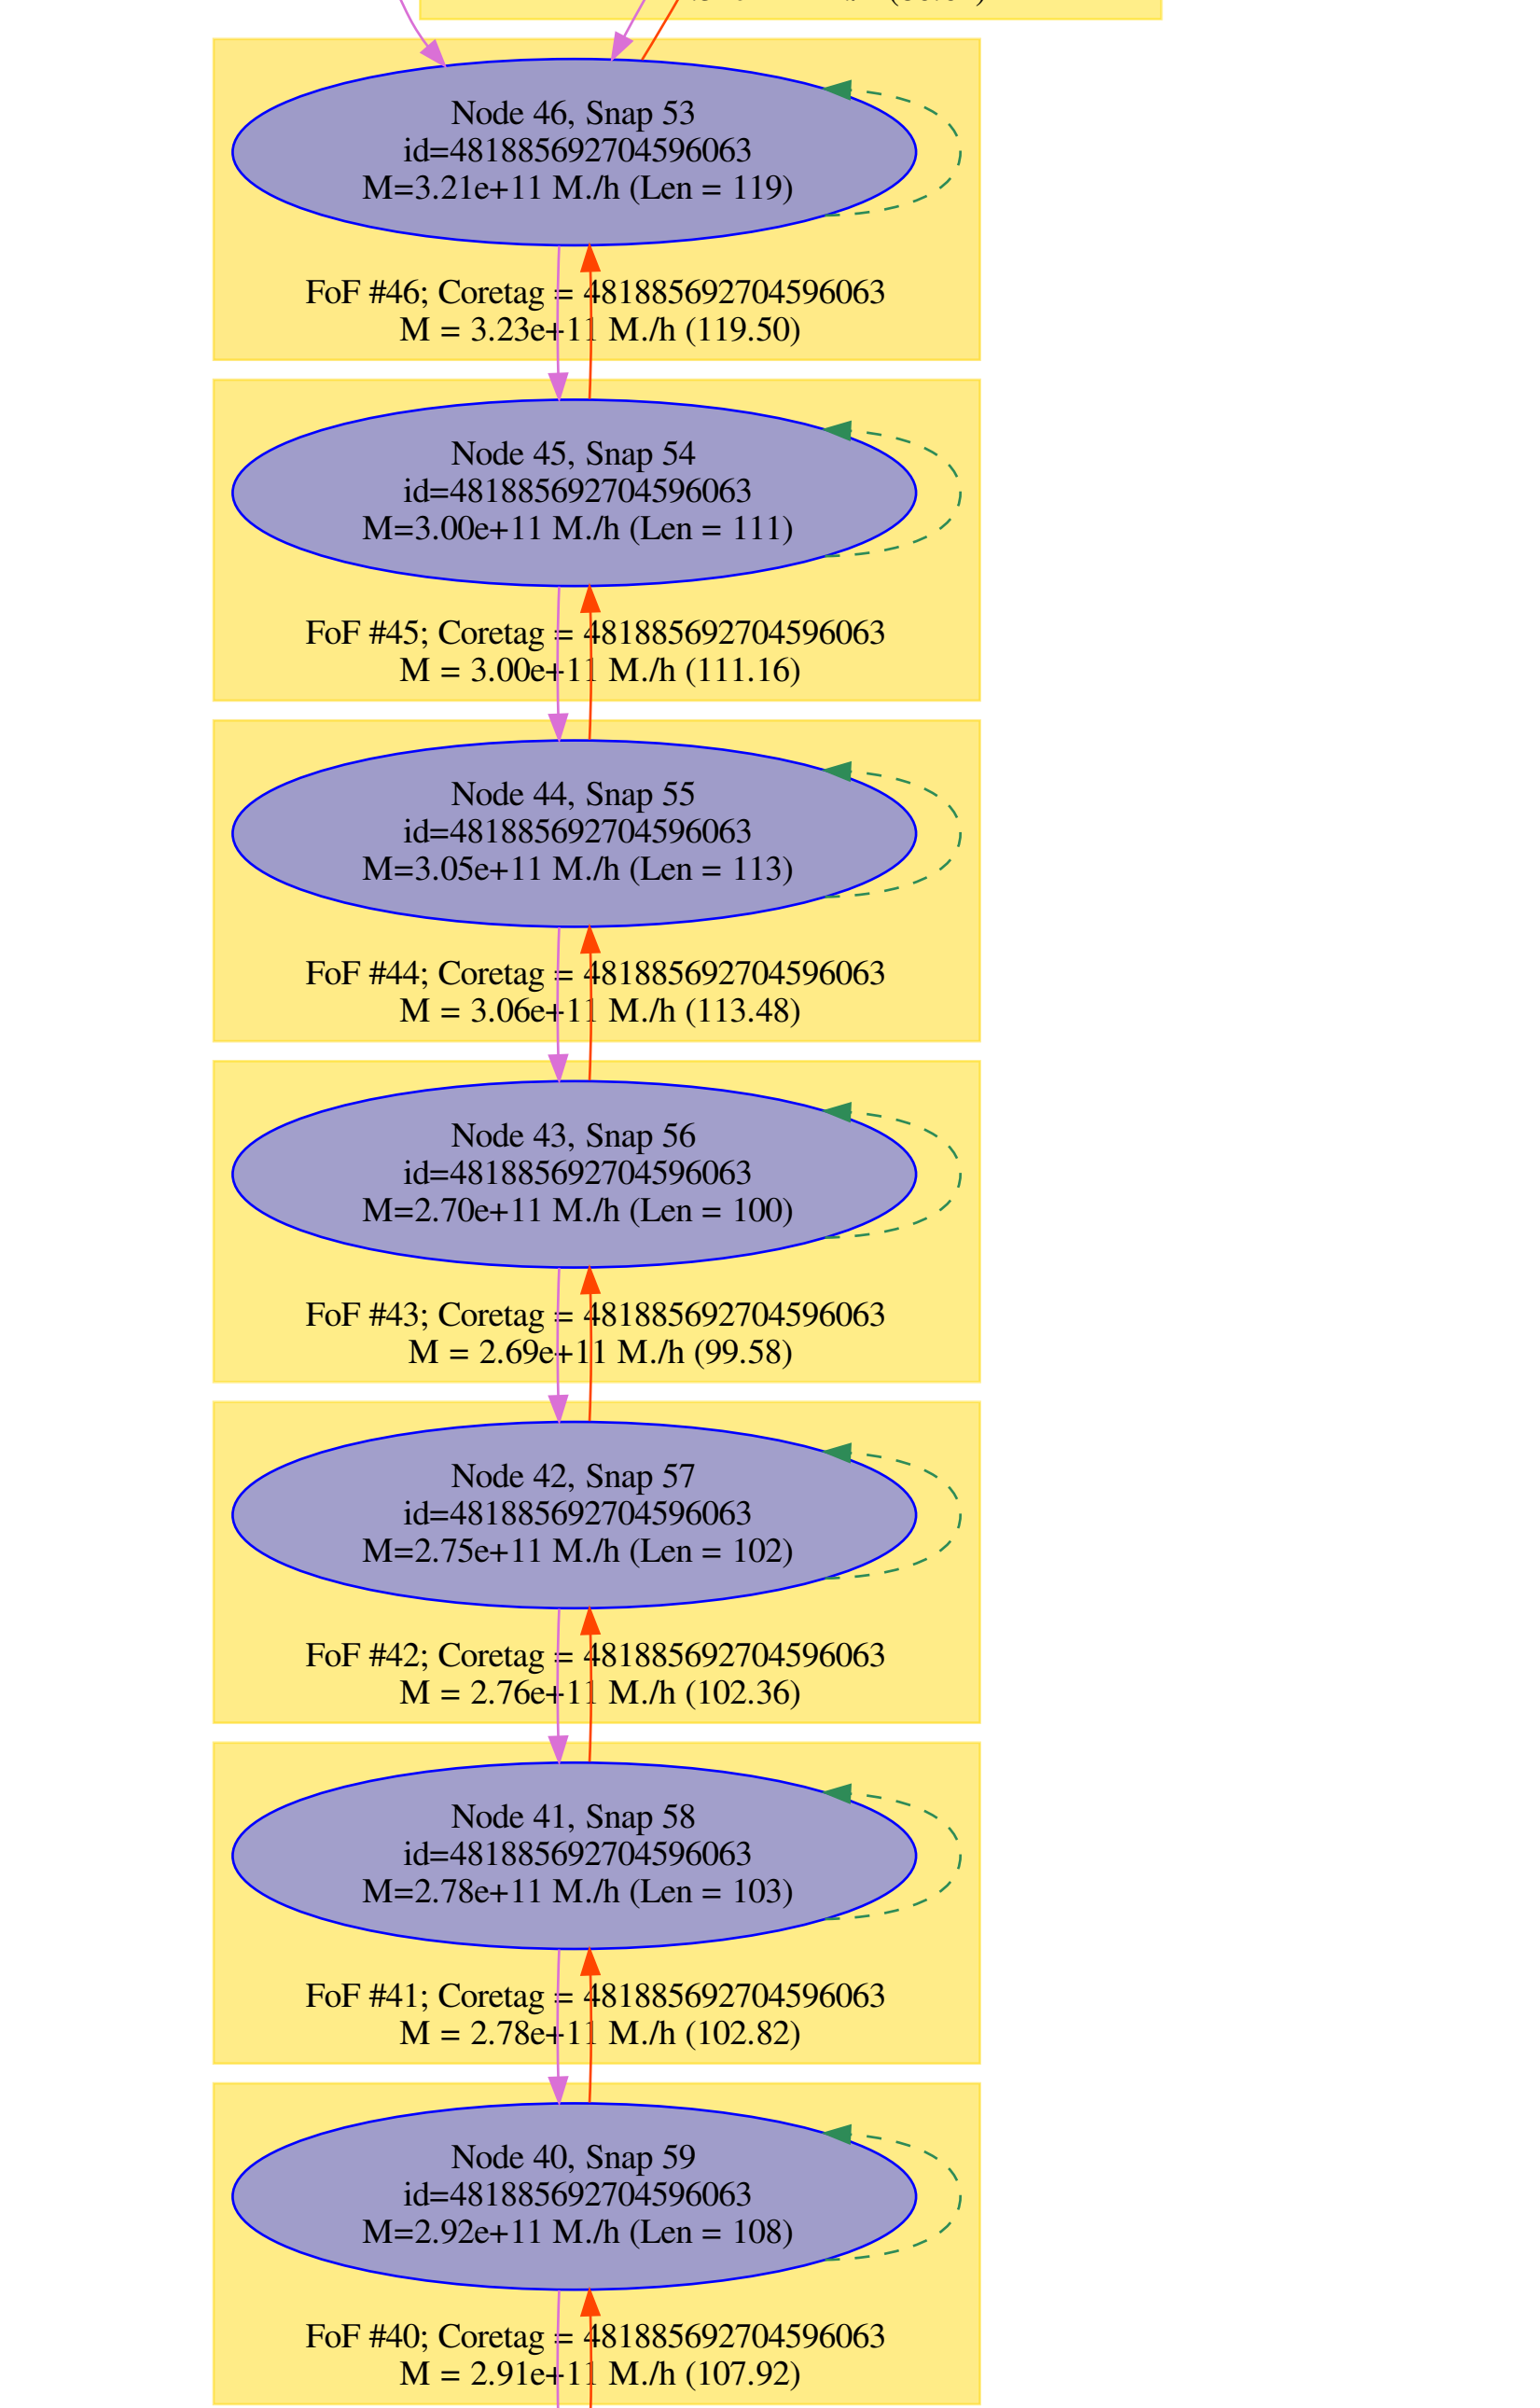 Node 46, Snap 53
id=481885692704596063
M=3.21e+11 M./h (Len = 119)
FoF #46; Coretag = 481885692704596063
M = 3.23e+11 M./h (119.50)
Node 45, Snap 54
id=481885692704596063
M=3.00e+11 M./h (Len = 111)
FoF #45; Coretag = 481885692704596063
M = 3.00e+11 M./h (111.16)
Node 44, Snap 55
id=481885692704596063
M=3.05e+11 M./h (Len = 113)
FoF #44; Coretag = 481885692704596063
M = 3.06e+11 M./h (113.48)
Node 43, Snap 56
id=481885692704596063
M=2.70e+11 M./h (Len = 100)
FoF #43; Coretag = 481885692704596063
M = 2.69e+11 M./h (99.58)
Node 42, Snap 57
id=481885692704596063
M=2.75e+11 M./h (Len = 102)
FoF #42; Coretag = 481885692704596063
M = 2.76e+11 M./h (102.36)
Node 41, Snap 58
id=481885692704596063
M=2.78e+11 M./h (Len = 103)
FoF #41; Coretag = 481885692704596063
M = 2.78e+11 M./h (102.82)
Node 40, Snap 59
id=481885692704596063
M=2.92e+11 M./h (Len = 108)
FoF #40; Coretag = 481885692704596063
M = 2.91e+11 M./h (107.92)